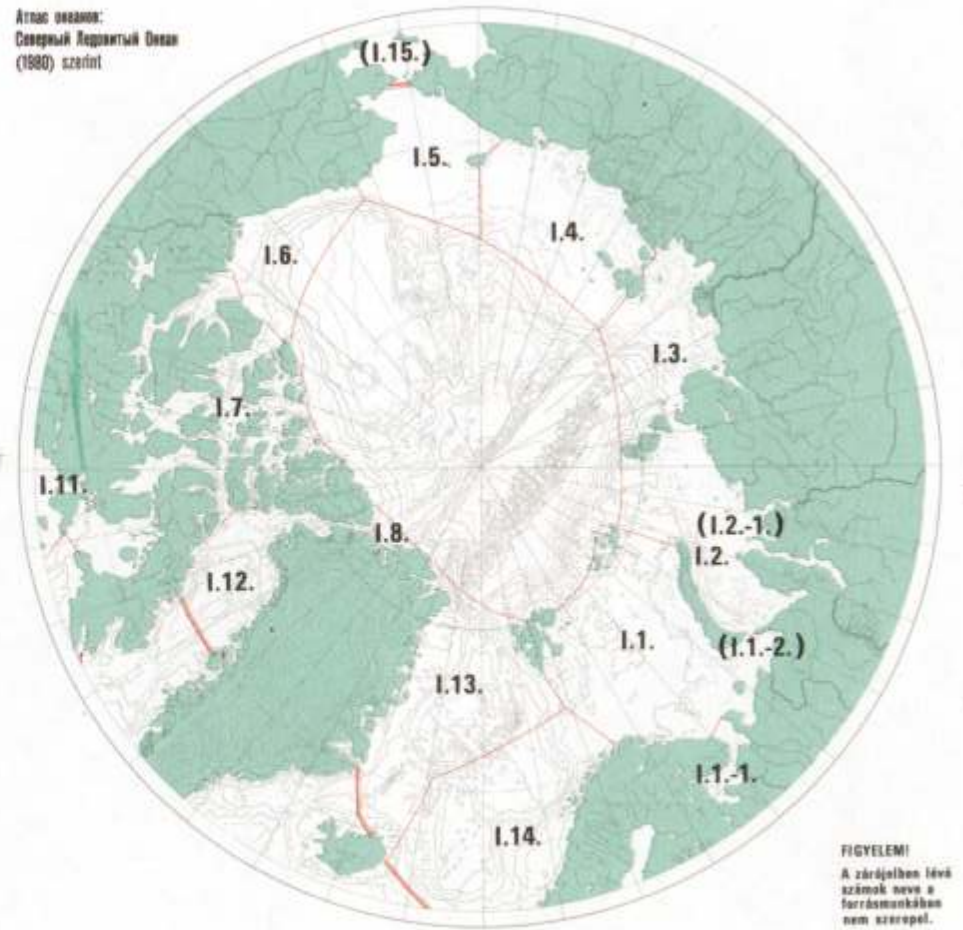 Атлас океанов:
Северный Ледовитый Океан
(1980) szerint
(I.15.)
I.5.
I.4.
I.6.
I.3.
I.7.
I.11.
(I.2.-1.)
I.8.
I.2.
I.12.
I.1.
(I.1.-2.)
I.13.
I.1.-1.
I.14.
FIGYELEM!
A zárójelben lévő
számok neve a
forrásmunkában
nem szerepel.